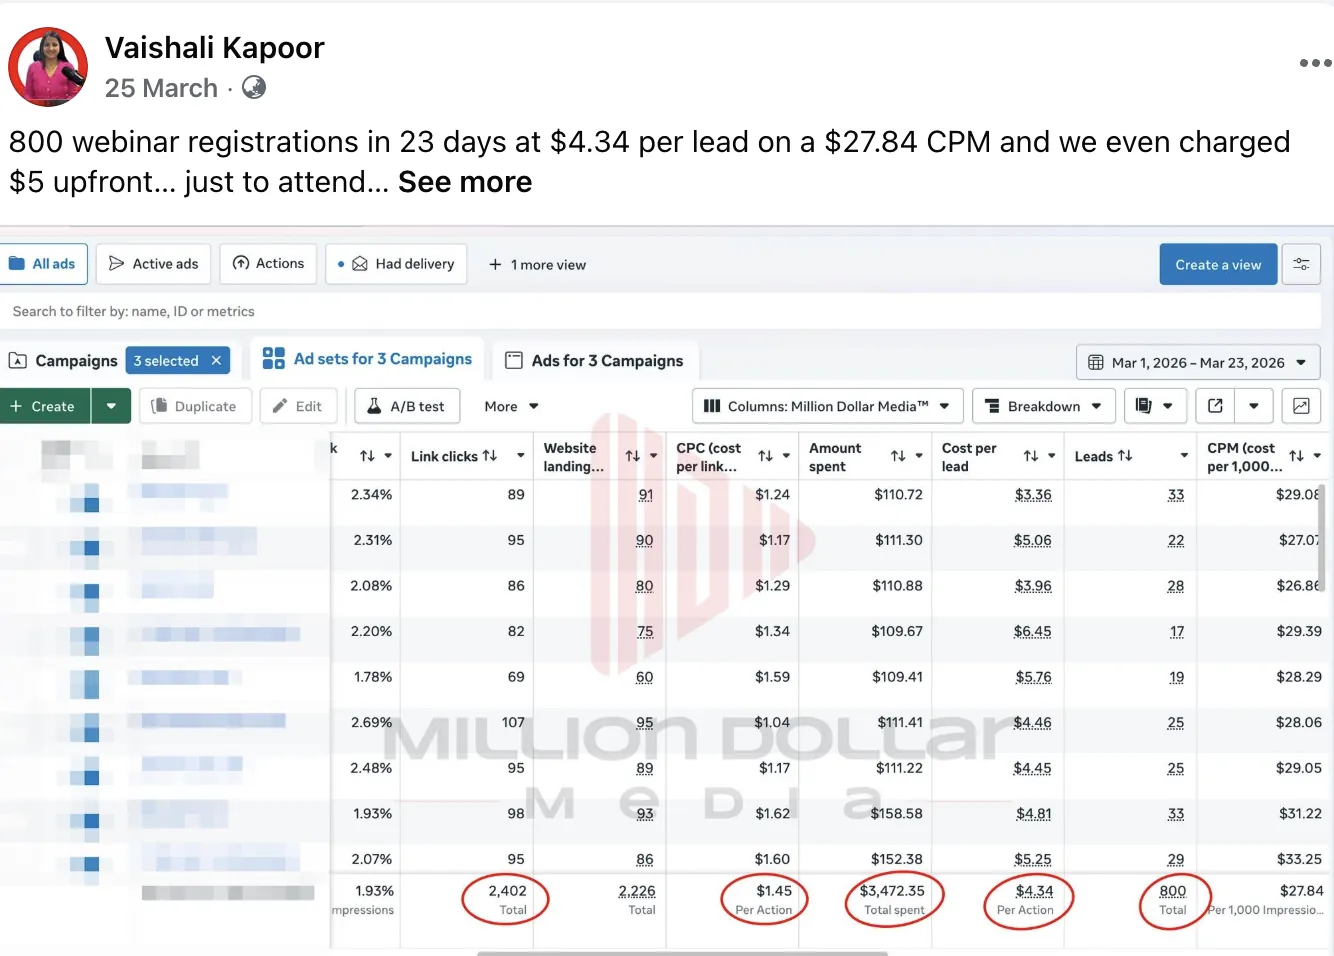 Vaishali Kapoor
25 March ·
800 webinar registrations in 23 days at $4.34 per lead on a $27.84 CPM and we even charged
$5 upfront... just to attend... See more
All ads Active ads Actions Had delivery + 1 more view Create a view
Search to filter by: name, ID or metrics
Campaigns 3 selected × Ad sets for 3 Campaigns Ads for 3 Campaigns Mar 1, 2026 – Mar 23, 2026
+ Create Duplicate Edit A/B test More Columns: Million Dollar Media™ Breakdown
k Link clicks Website landing... CPC (cost per link... Amount spent Cost per lead Leads CPM (cost per 1,000...
2.34% 89 91 $1.24 $110.72 $3.36 33 $29.08
2.31% 95 90 $1.17 $111.30 $5.06 22 $27.07
2.08% 86 80 $1.29 $110.88 $3.96 28 $26.86
2.20% 82 75 $1.34 $109.67 $6.45 17 $29.39
1.78% 69 60 $1.59 $109.41 $5.76 19 $28.29
2.69% 107 95 $1.04 $111.41 $4.46 25 $28.06
MILLION DOLLAR
2.48% 95 89 $1.17 $111.22 $4.45 25 $29.05
MEDIA
1.93% 98 93 $1.62 $158.58 $4.81 33 $31.22
2.07% 95 86 $1.60 $152.38 $5.25 29 $33.25
1.93% 2,402 2,226 $1.45 $3,472.35 $4.34 800 $27.84
mpressions Total Total Per Action Total spent Per Action Total Per 1,000 Impressio...